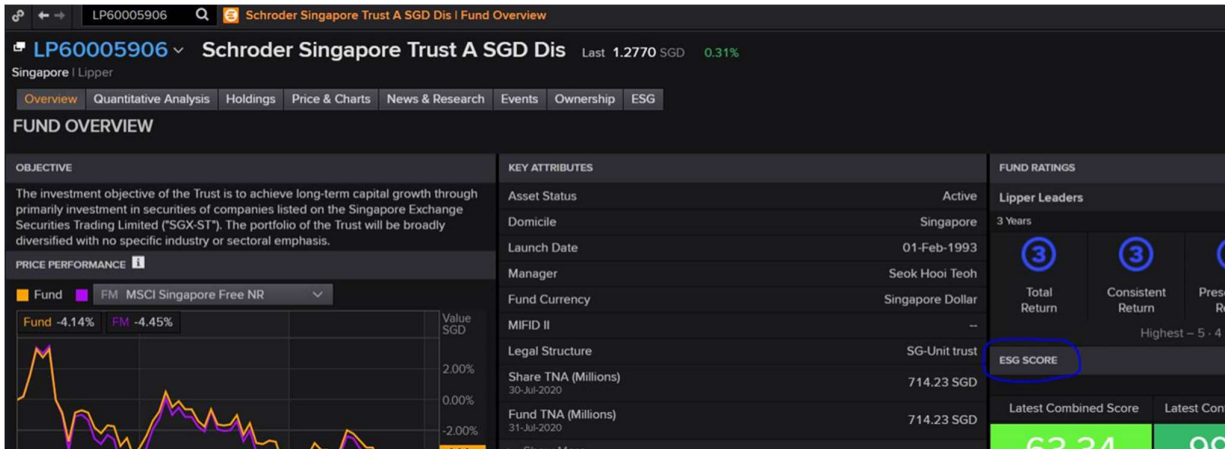 LP60005906
Schroder Singapore Trust A SGD Dis | Fund Overview
LP60005906 Schroder Singapore Trust A SGD Dis Last 1.2770 SGD 0.31%
Singapore | Lipper
Overview Quantitative Analysis Holdings Price & Charts News & Research Events Ownership ESG
FUND OVERVIEW
OBJECTIVE
The investment objective of the Trust is to achieve long-term capital growth through
primarily investment in securities of companies listed on the Singapore Exchange
Securities Trading Limited ("SGX-ST"). The portfolio of the Trust will be broadly
diversified with no specific industry or sectoral emphasis.
PRICE PERFORMANCE
Fund FM MSCI Singapore Free NR
Fund -4.14% FM -4.45%
Value
SGD
2.00%
0.00%
-2.00%
KEY ATTRIBUTES
Asset Status Active
Domicile Singapore
Launch Date 01-Feb-1993
Manager Seok Hooi Teoh
Fund Currency Singapore Dollar
MIFID II --
Legal Structure SG-Unit trust
Share TNA (Millions) 714.23 SGD
30-Jul-2020
Fund TNA (Millions) 714.23 SGD
31-Jul-2020
FUND RATINGS
Lipper Leaders
3 Years
3 3
Total Consistent
Return Return
Highest – 5 - 4
ESG SCORE
Latest Combined Score Latest
63.34